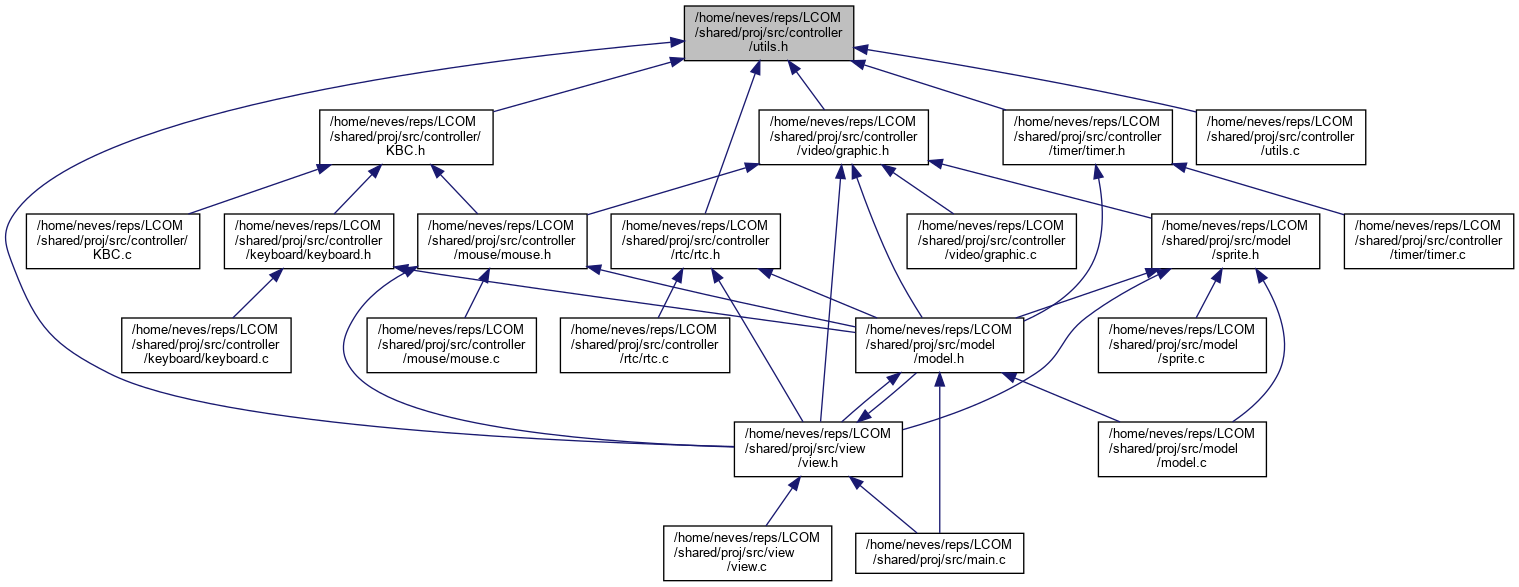 /home/neves/reps/LCOM
/shared/proj/src/controller
/utils.h
/home/neves/reps/LCOM
/shared/proj/src/controller/
KBC.h
/home/neves/reps/LCOM
/shared/proj/src/controller
/video/graphic.h
/home/neves/reps/LCOM
/shared/proj/src/controller
/timer/timer.h
/home/neves/reps/LCOM
/shared/proj/src/controller
/utils.c
/home/neves/reps/LCOM
/shared/proj/src/controller/
KBC.c
/home/neves/reps/LCOM
/shared/proj/src/controller
/keyboard/keyboard.h
/home/neves/reps/LCOM
/shared/proj/src/controller
/mouse/mouse.h
/home/neves/reps/LCOM
/shared/proj/src/controller
/rtc/rtc.h
/home/neves/reps/LCOM
/shared/proj/src/controller
/video/graphic.c
/home/neves/reps/LCOM
/shared/proj/src/model
/sprite.h
/home/neves/reps/LCOM
/shared/proj/src/controller
/timer/timer.c
/home/neves/reps/LCOM
/shared/proj/src/controller
/keyboard/keyboard.c
/home/neves/reps/LCOM
/shared/proj/src/controller
/mouse/mouse.c
/home/neves/reps/LCOM
/shared/proj/src/controller
/rtc/rtc.c
/home/neves/reps/LCOM
/shared/proj/src/model
/model.h
/home/neves/reps/LCOM
/shared/proj/src/model
/sprite.c
/home/neves/reps/LCOM
/shared/proj/src/view
/view.h
/home/neves/reps/LCOM
/shared/proj/src/model
/model.c
/home/neves/reps/LCOM
/shared/proj/src/view
/view.c
/home/neves/reps/LCOM
/shared/proj/src/main.c